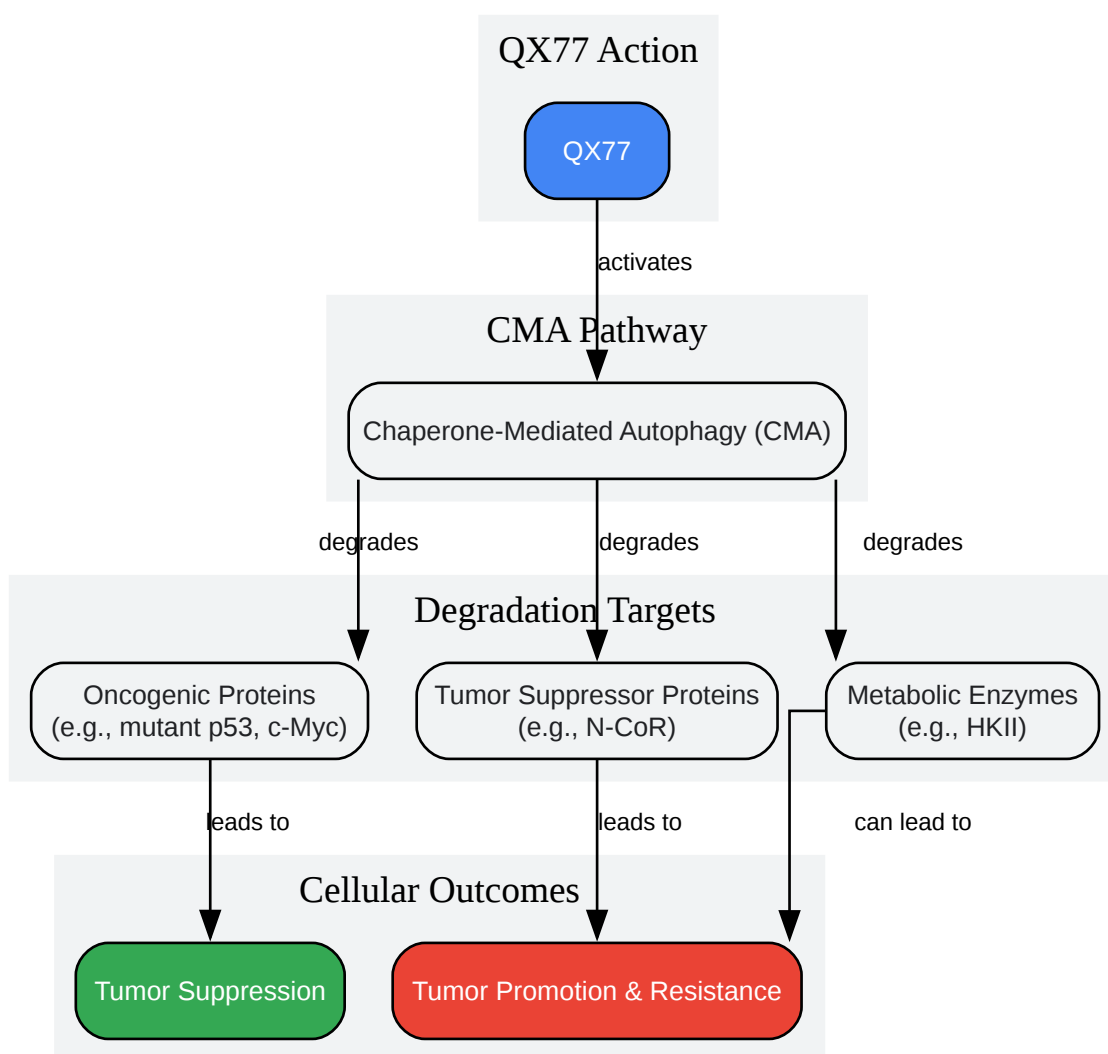 QX77 Action
QX77
activates
CMA Pathway
Chaperone-Mediated Autophagy (CMA)
degrades
degrades
degrades
Degradation Targets
Oncogenic Proteins
(e.g., mutant p53, c-Myc)
Tumor Suppressor Proteins
(e.g., N-CoR)
Metabolic Enzymes
(e.g., HKII)
leads to
leads to
can lead to
Cellular Outcomes
Tumor Suppression
Tumor Promotion & Resistance